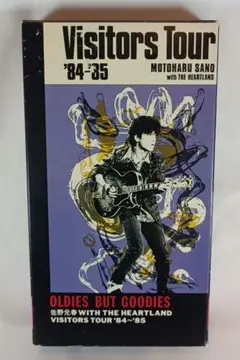 Visitors Tour
'84-'85
MOTOHARU SANO
with THE HEARTLAND
OLDIES BUT GOODIES
佐野元春 WITH THE HEARTLAND
VISITORS TOUR '84～'85